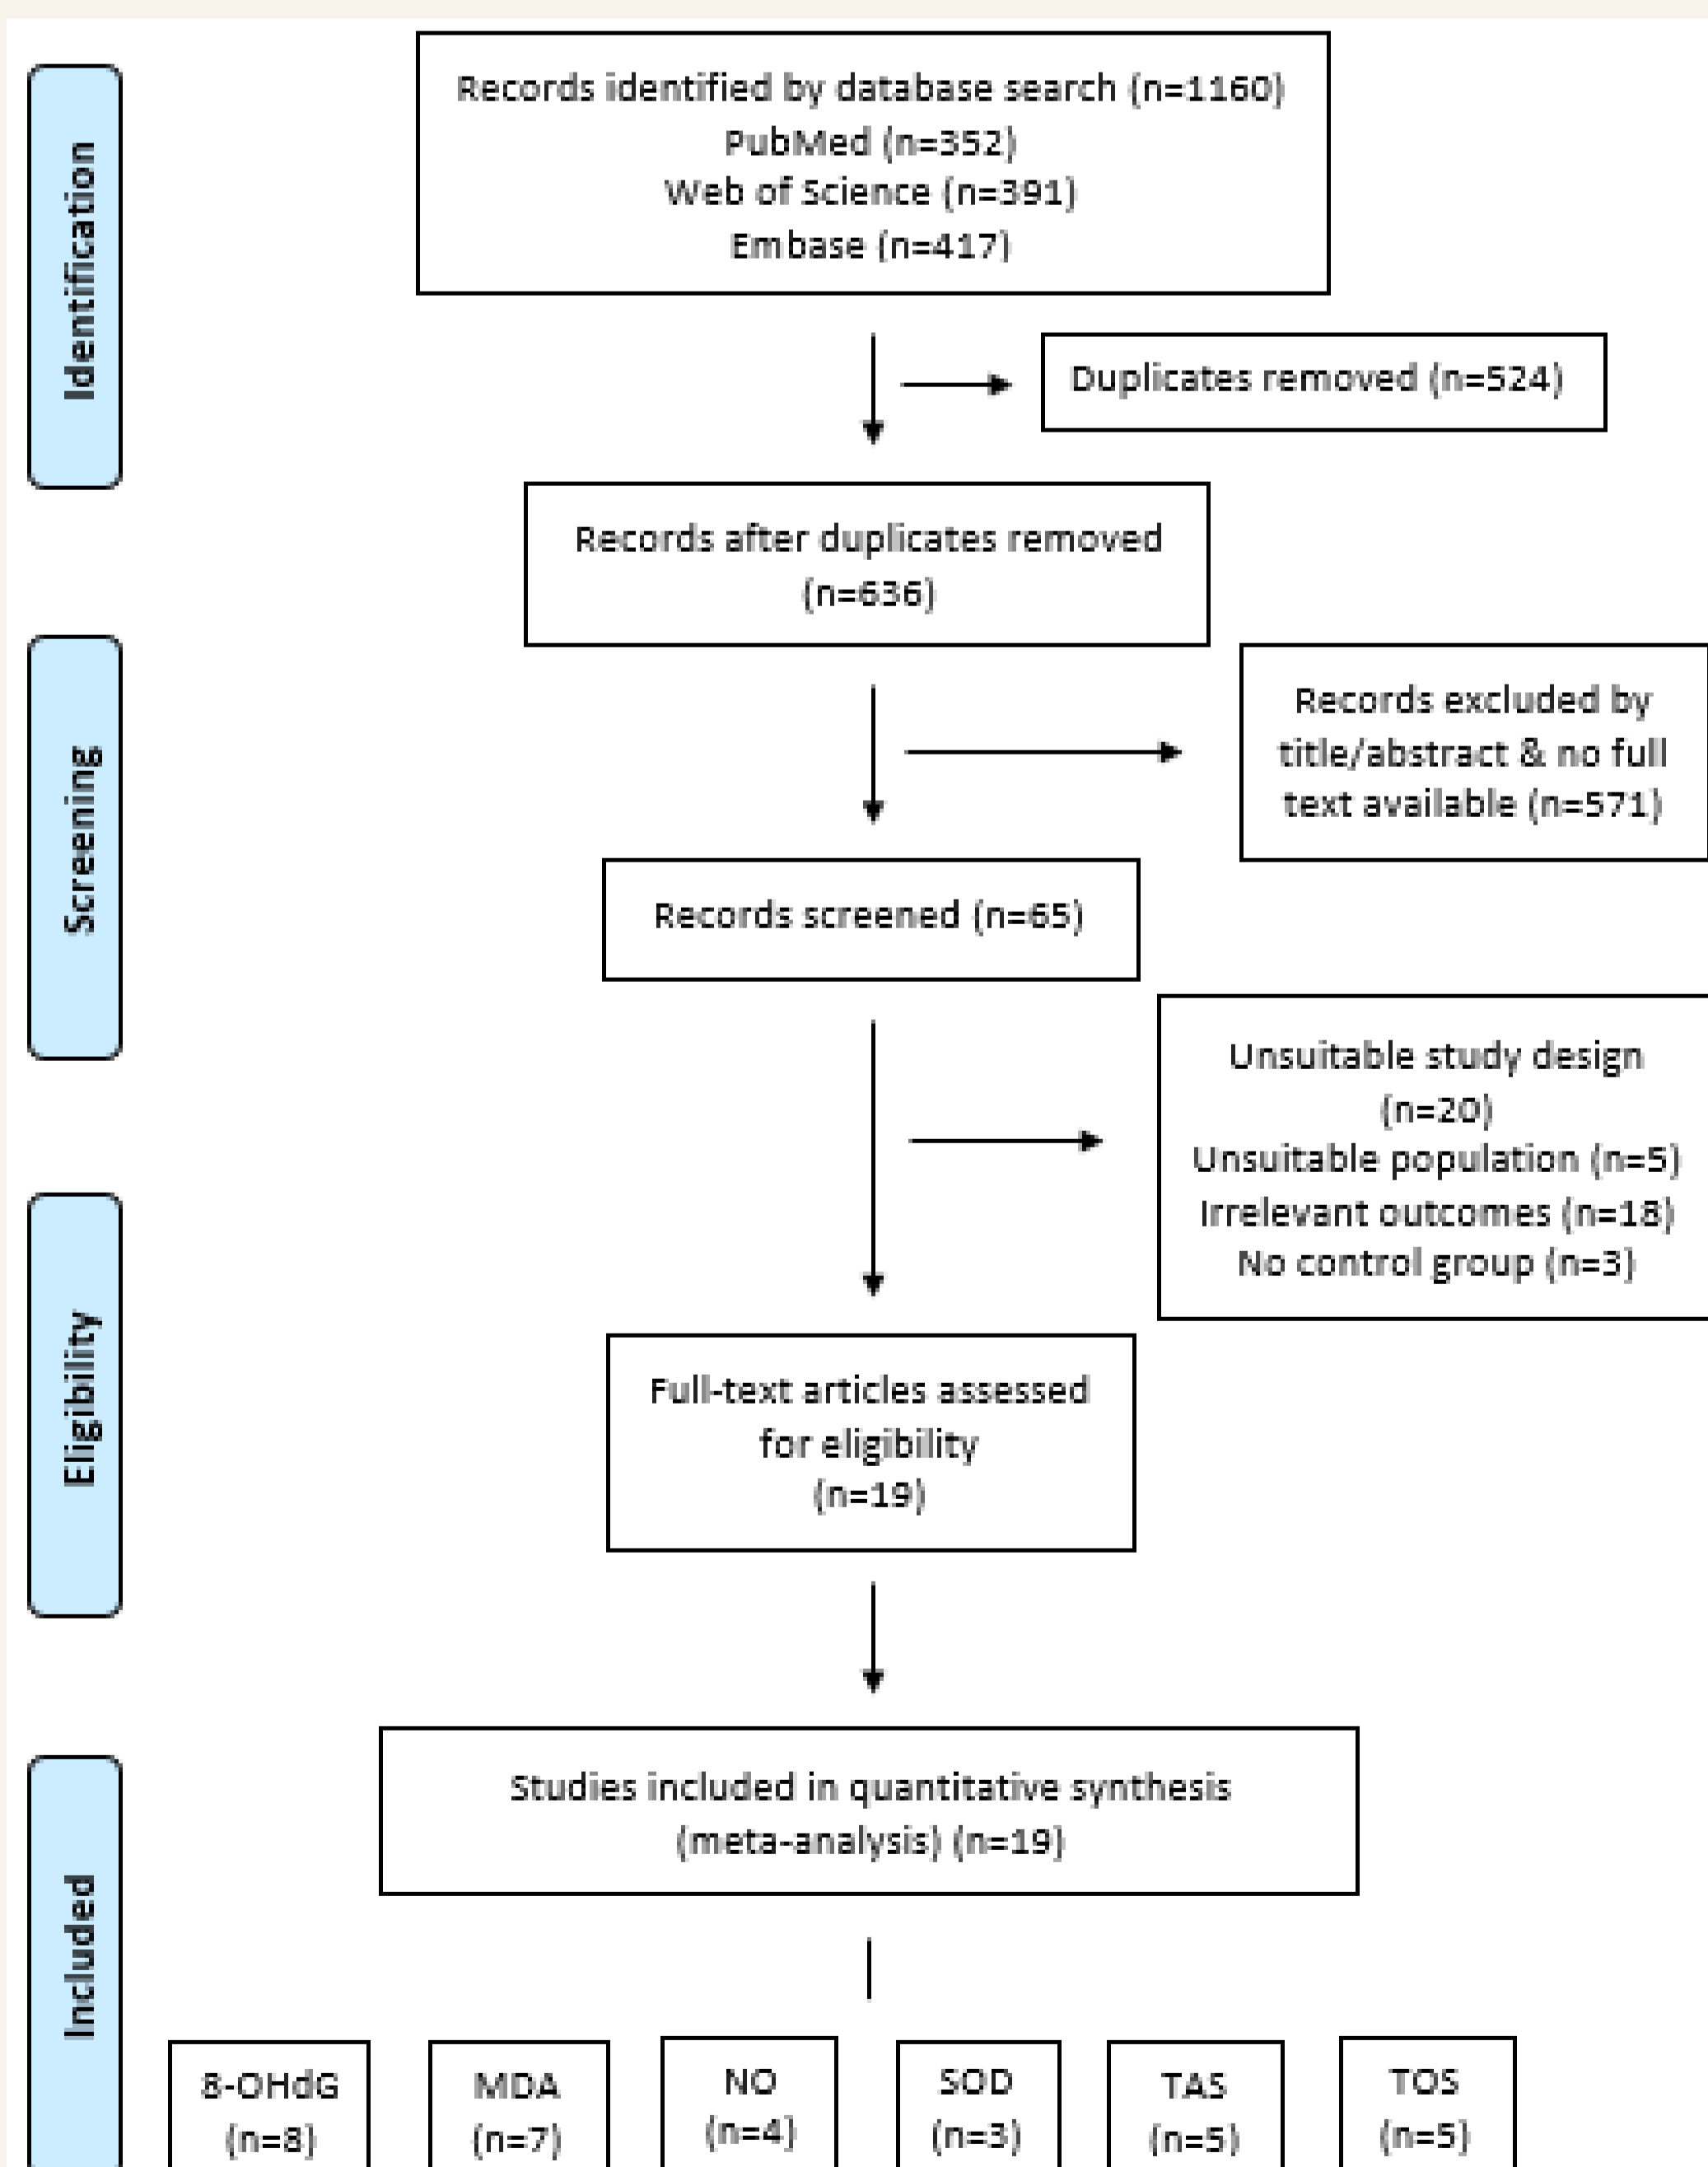 Identification
Records identified by database search (n=1160)
PubMed (n=352)
Web of Science (n=391)
Embase (n=417)
Duplicates removed (n=524)
Records after duplicates removed
(n=636)
Screening
Records excluded by
title/abstract & no full
text available (n=571)
Records screened (n=65)
Unsuitable study design
(n=20)
Unsuitable population (n=5)
Irrelevant outcomes (n=18)
No control group (n=3)
Eligibility
Full-text articles assessed
for eligibility
(n=19)
Included
Studies included in quantitative synthesis
(meta-analysis) (n=19)
8-OHdG
(n=8)
MDA
(n=7)
NO
(n=4)
SOD
(n=3)
TAS
(n=5)
TOS
(n=5)